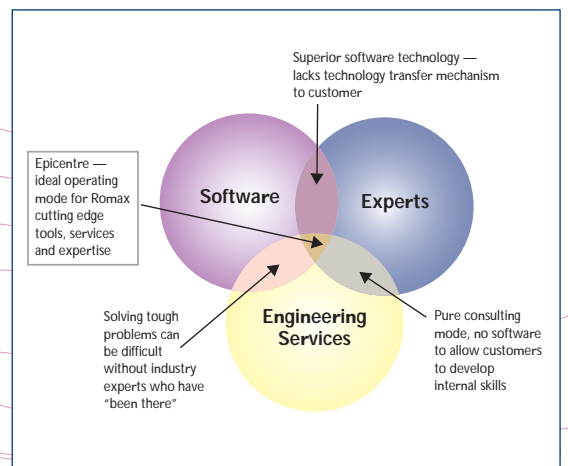 Superior software technology —
lacks technology transfer mechanism
to customer
Epicentre —
ideal operating
mode for Romax
cutting edge
tools, services
and expertise
Software
Experts
Engineering
Services
Solving tough
problems can
be difficult
without industry
experts who have
“been there”
Pure consulting
mode, no software
to allow customers
to develop
internal skills